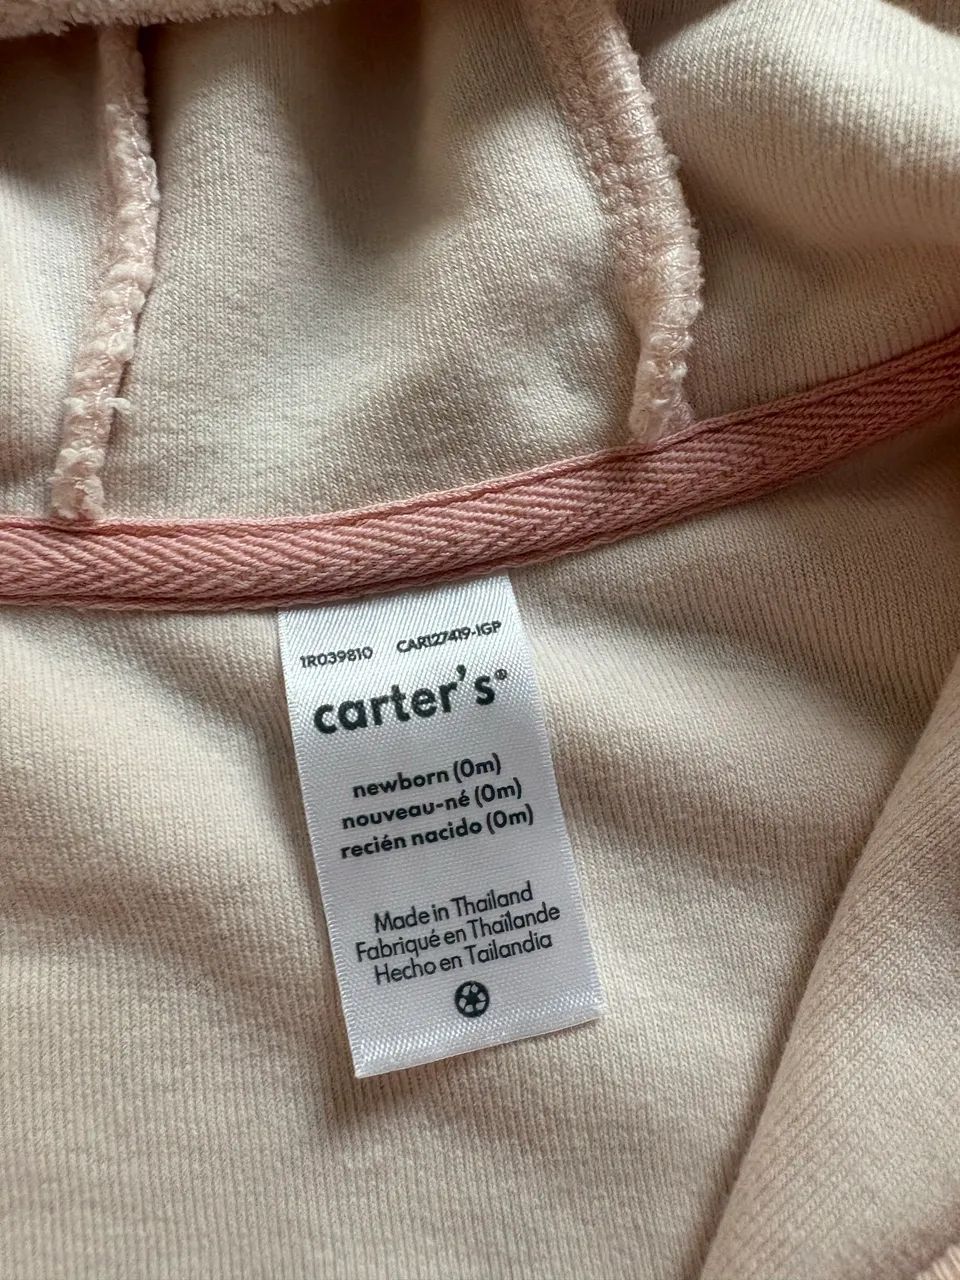 1R039810 CAR127419-IGP
carter's®
newborn (0m)
nouveau-né (0m)
recién nacido (0m)
Made in Thailand
Fabriqué en Thaïlande
Hecho en Tailandia